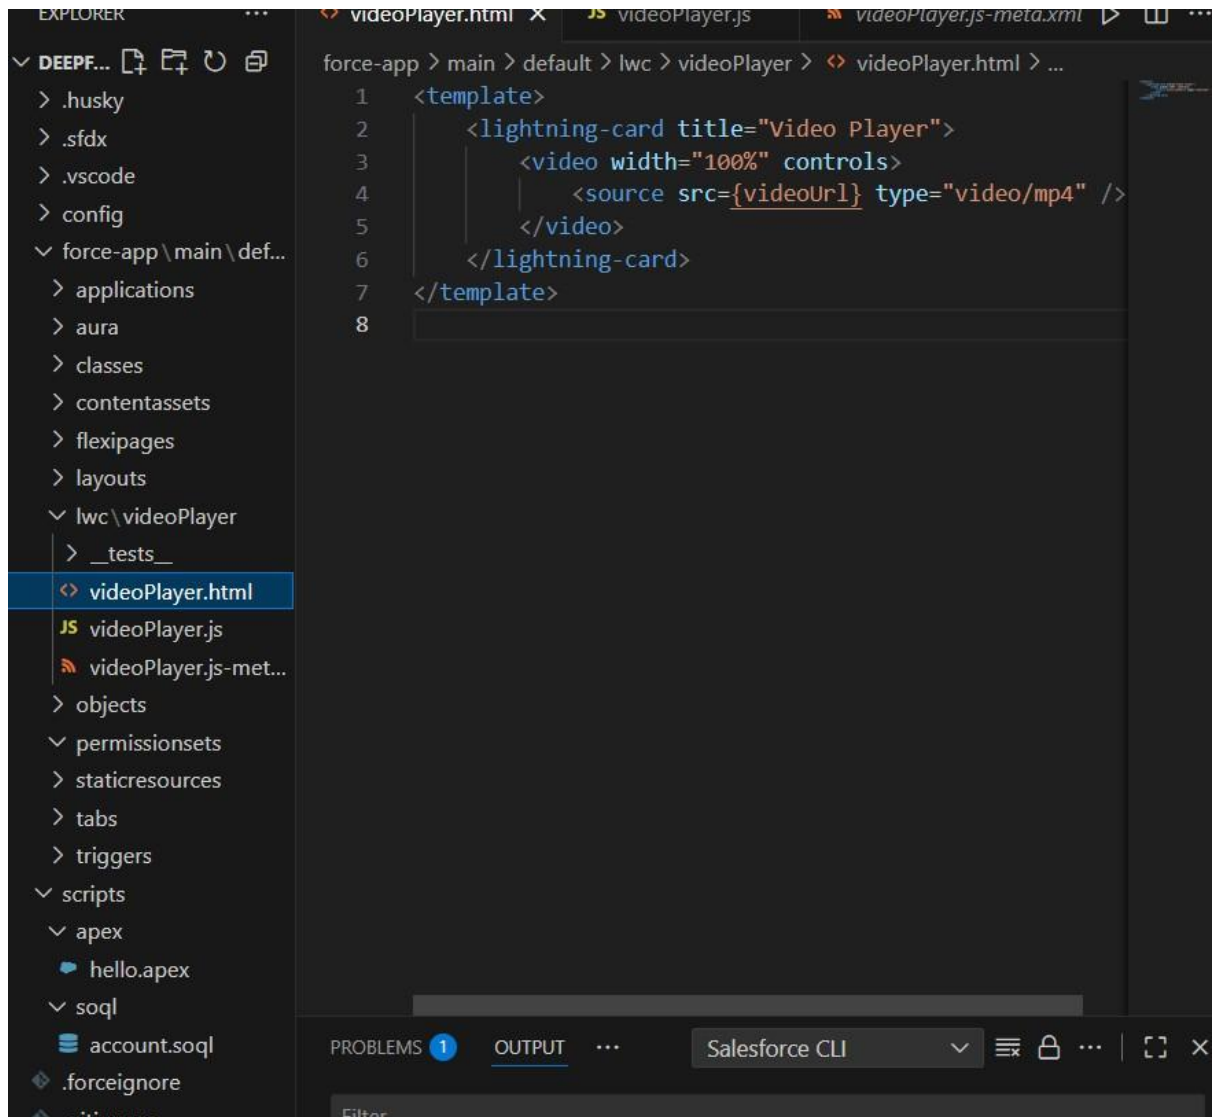 EXPLORER ...
videoPlayer.html
JS videoPlayer.js
videoPlayer.js-meta.xml
DEEPF...
.husky
.sfdx
.vscode
config
force-app\main\def...
applications
aura
classes
contentassets
flexipages
layouts
lwc\videoPlayer
__tests__
videoPlayer.html
JS videoPlayer.js
videoPlayer.js-met...
objects
permissionsets
staticresources
tabs
triggers
scripts
apex
hello.apex
soql
account.soql
.forceignore
force-app > main > default > lwc > videoPlayer > videoPlayer.html > ...
1 <template>
2 <lightning-card title="Video Player">
3 <video width="100%" controls>
4 <source src={videoUrl} type="video/mp4" />
5 </video>
6 </lightning-card>
7 </template>
8
PROBLEMS 1 OUTPUT ... Salesforce CLI
Filter